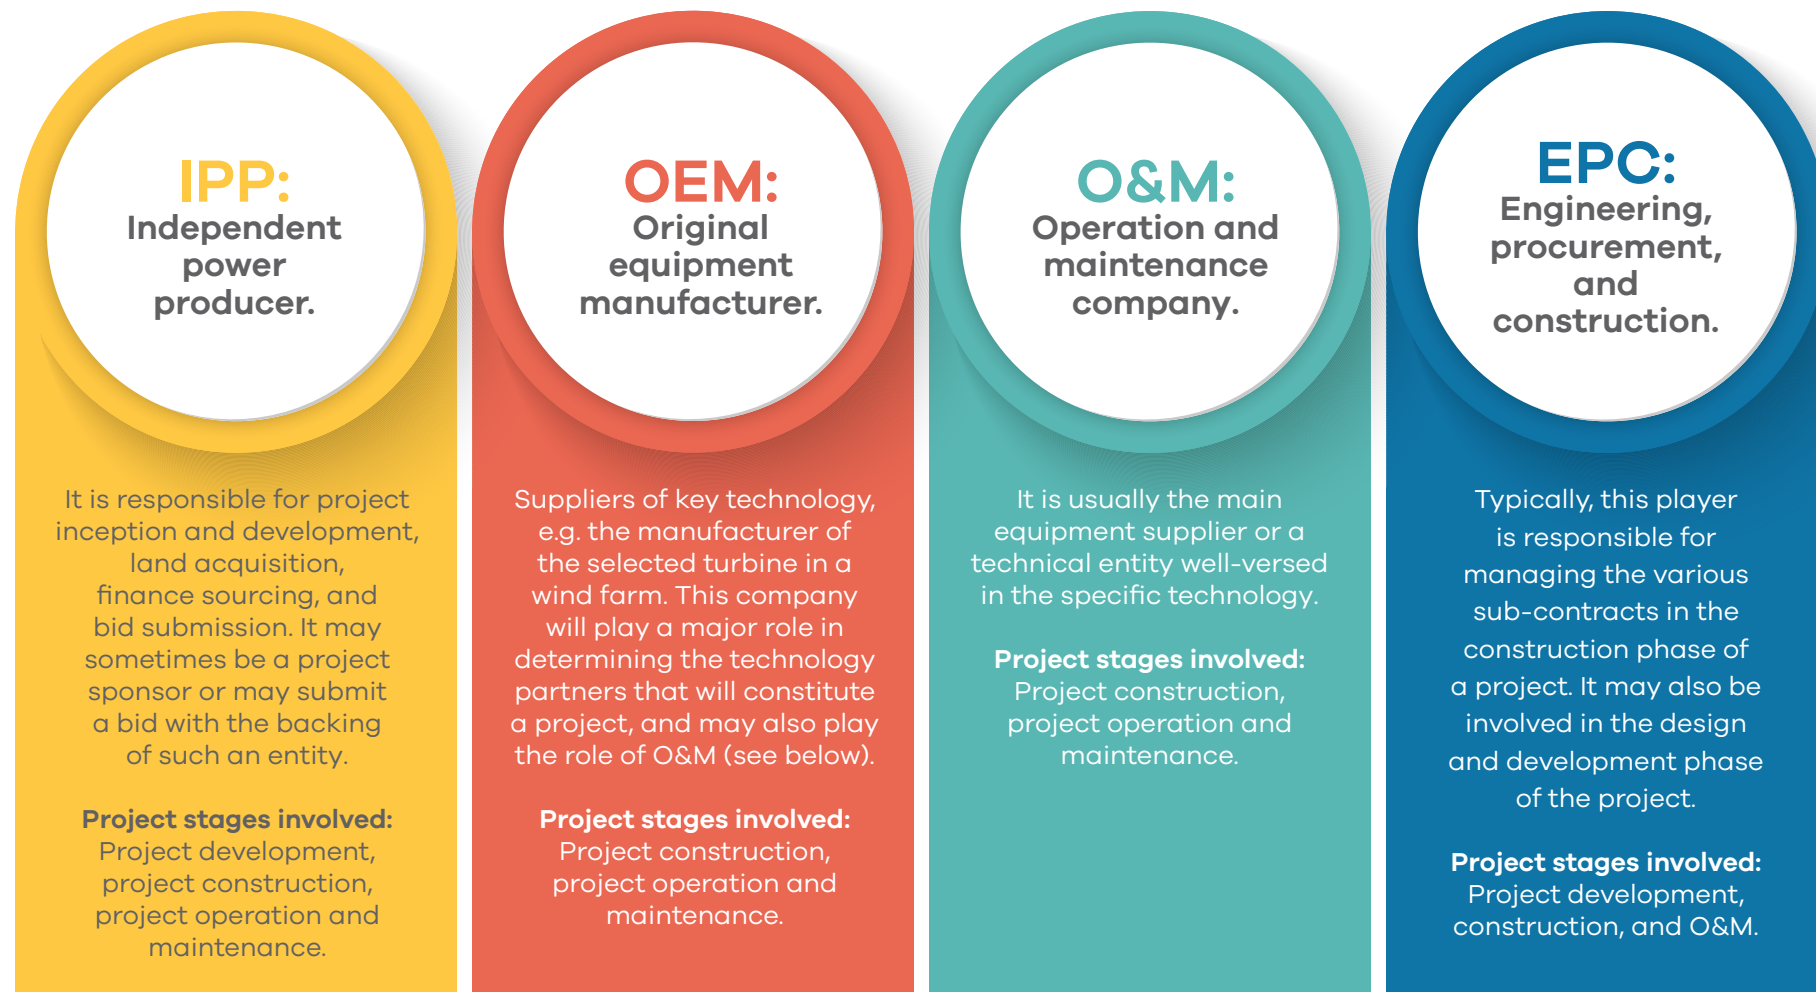 IPP:
Independent
power
producer.
It is responsible for project
inception and development,
land acquisition,
finance sourcing, and
bid submission. It may
sometimes be a project
sponsor or may submit
a bid with the backing
of such an entity.
Project stages involved:
Project development,
project construction,
project operation and
maintenance.
OEM:
Original
equipment
manufacturer.
Suppliers of key technology,
e.g. the manufacturer of
the selected turbine in a
wind farm. This company
will play a major role in
determining the technology
partners that will constitute
a project, and may also play
the role of O&M (see below).
Project stages involved:
Project construction,
project operation and
maintenance.
O&M:
Operation and
maintenance
company.
It is usually the main
equipment supplier or a
technical entity well-versed
in the specific technology.
Project stages involved:
Project construction,
project operation and
maintenance.
EPC:
Engineering,
procurement,
and
construction.
Typically, this player
is responsible for
managing the various
sub-contracts in the
construction phase of
a project. It may also be
involved in the design
and development phase
of the project.
Project stages involved:
Project development,
construction, and O&M.